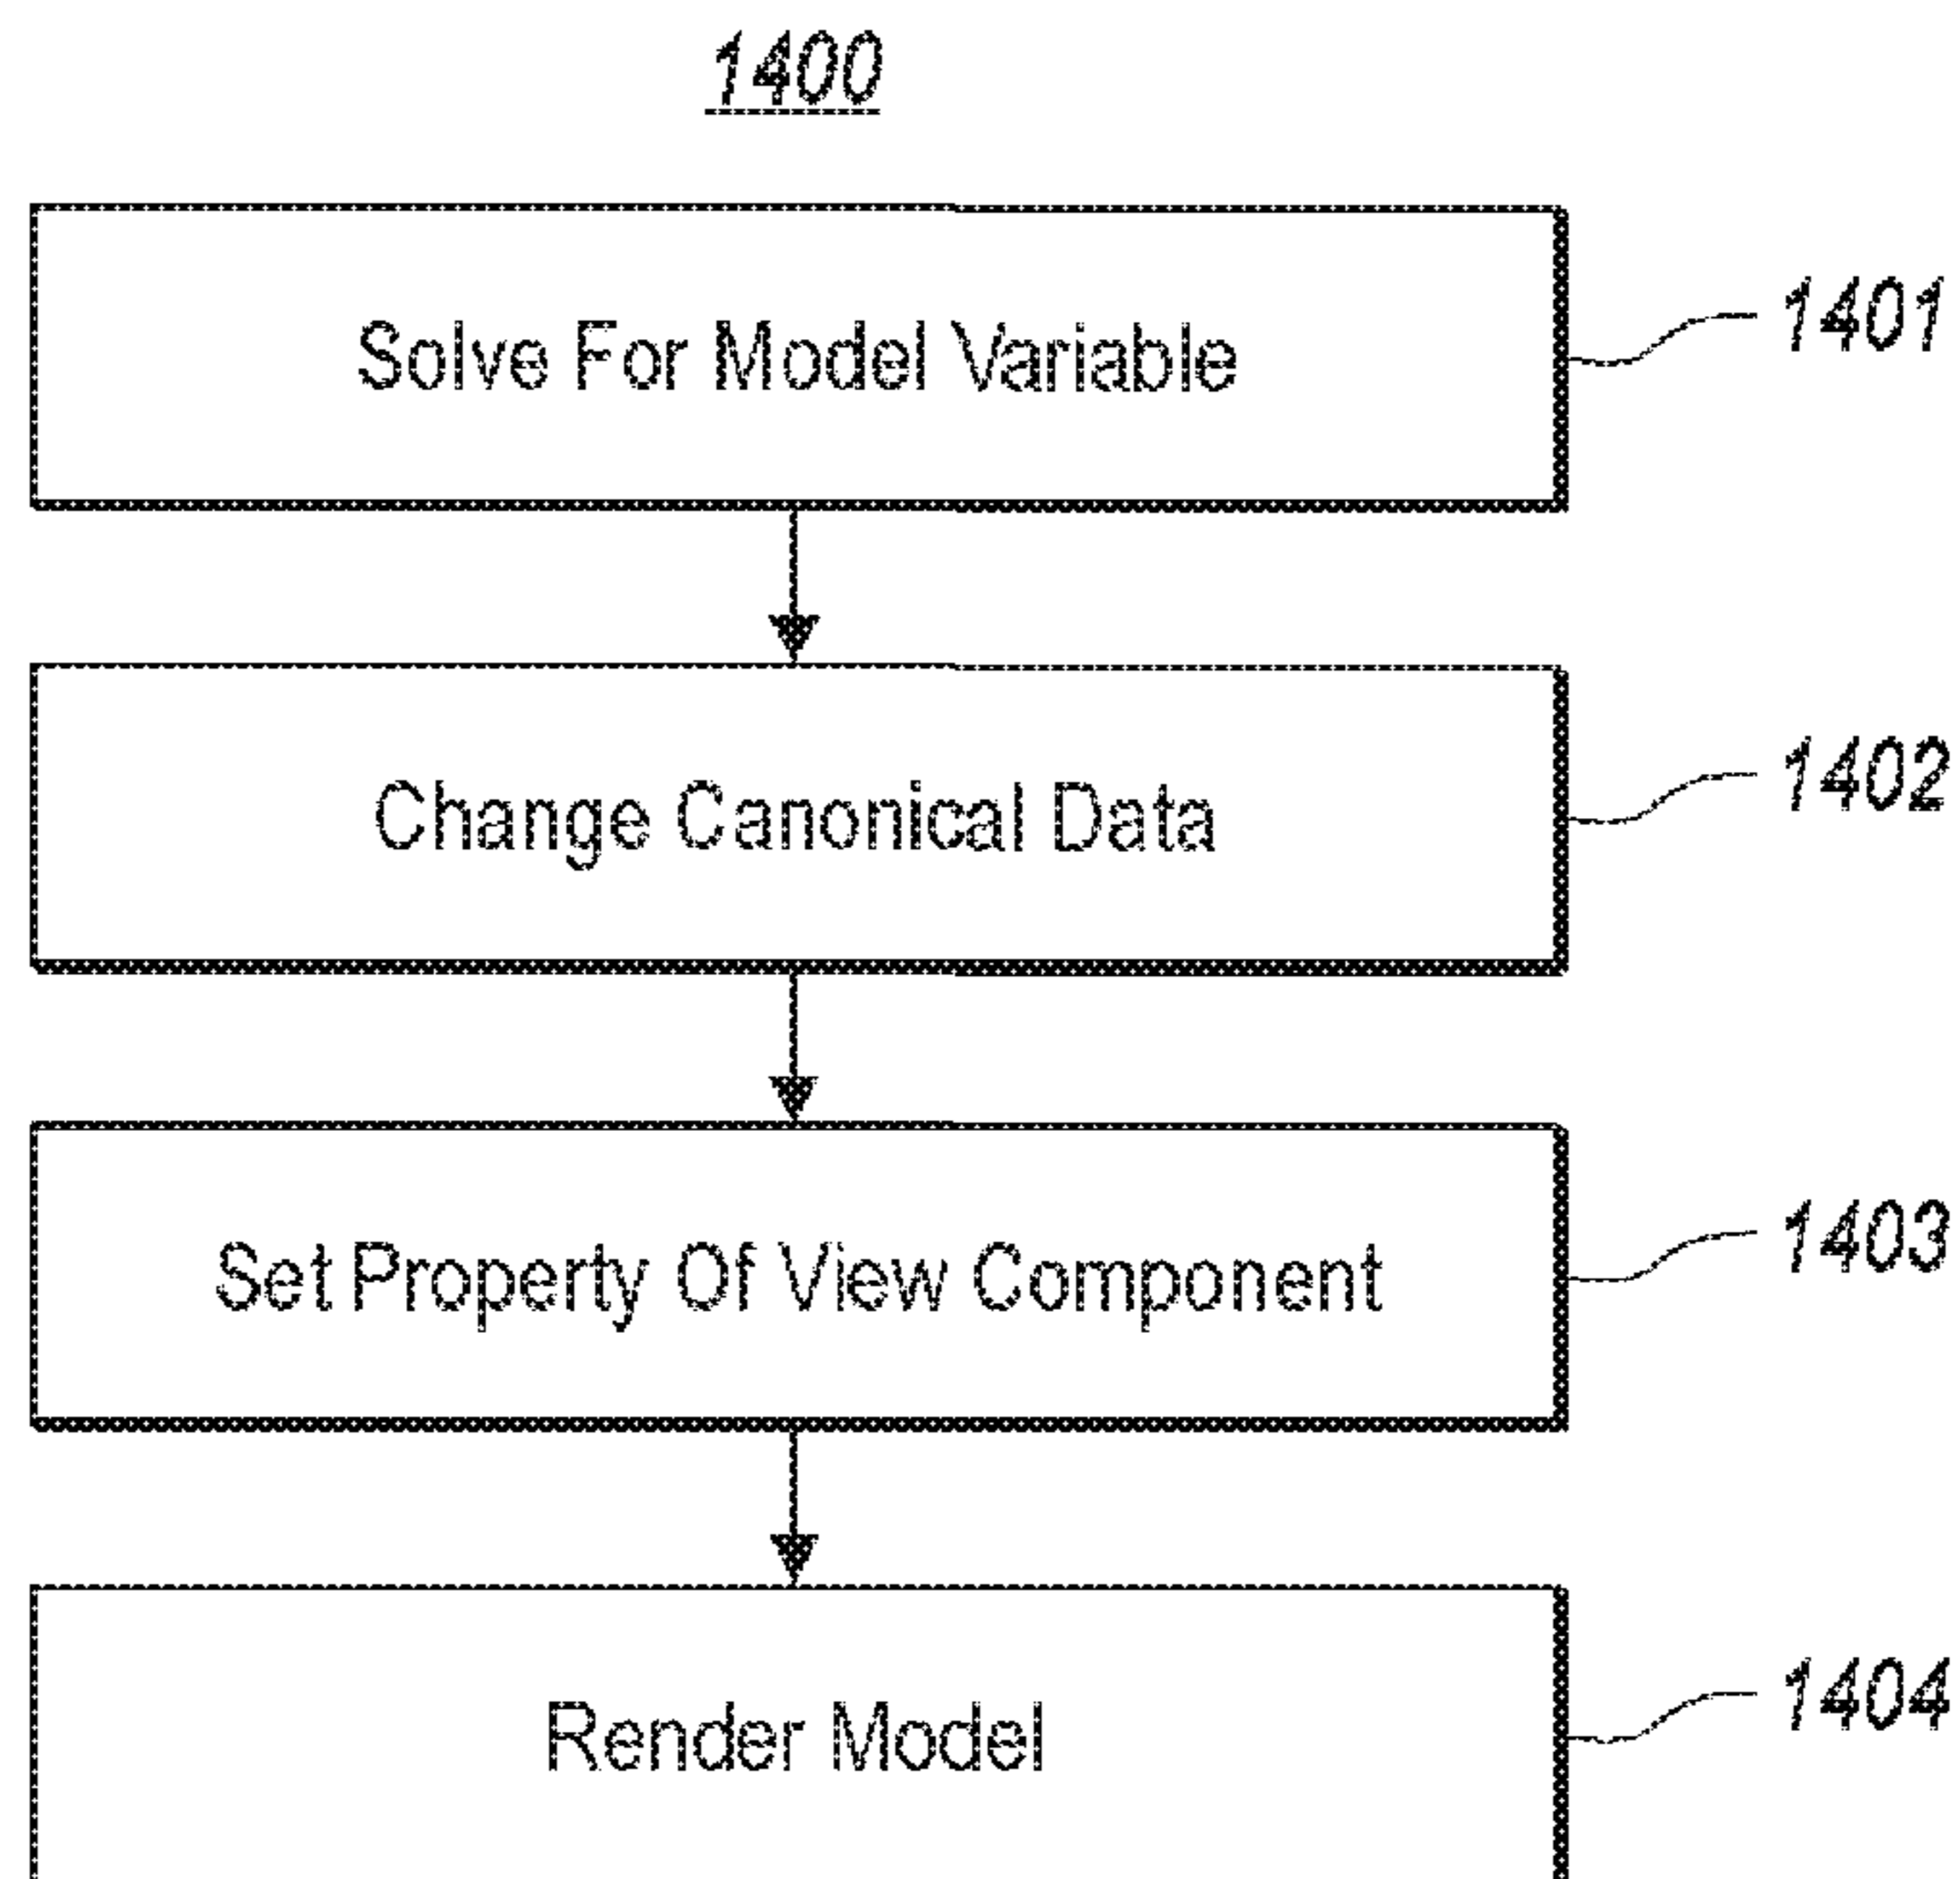 1400
Solve For Model Variable
1401
Change Canonical Data
1402
Set Property Of View Component
1403
Render Model
1404